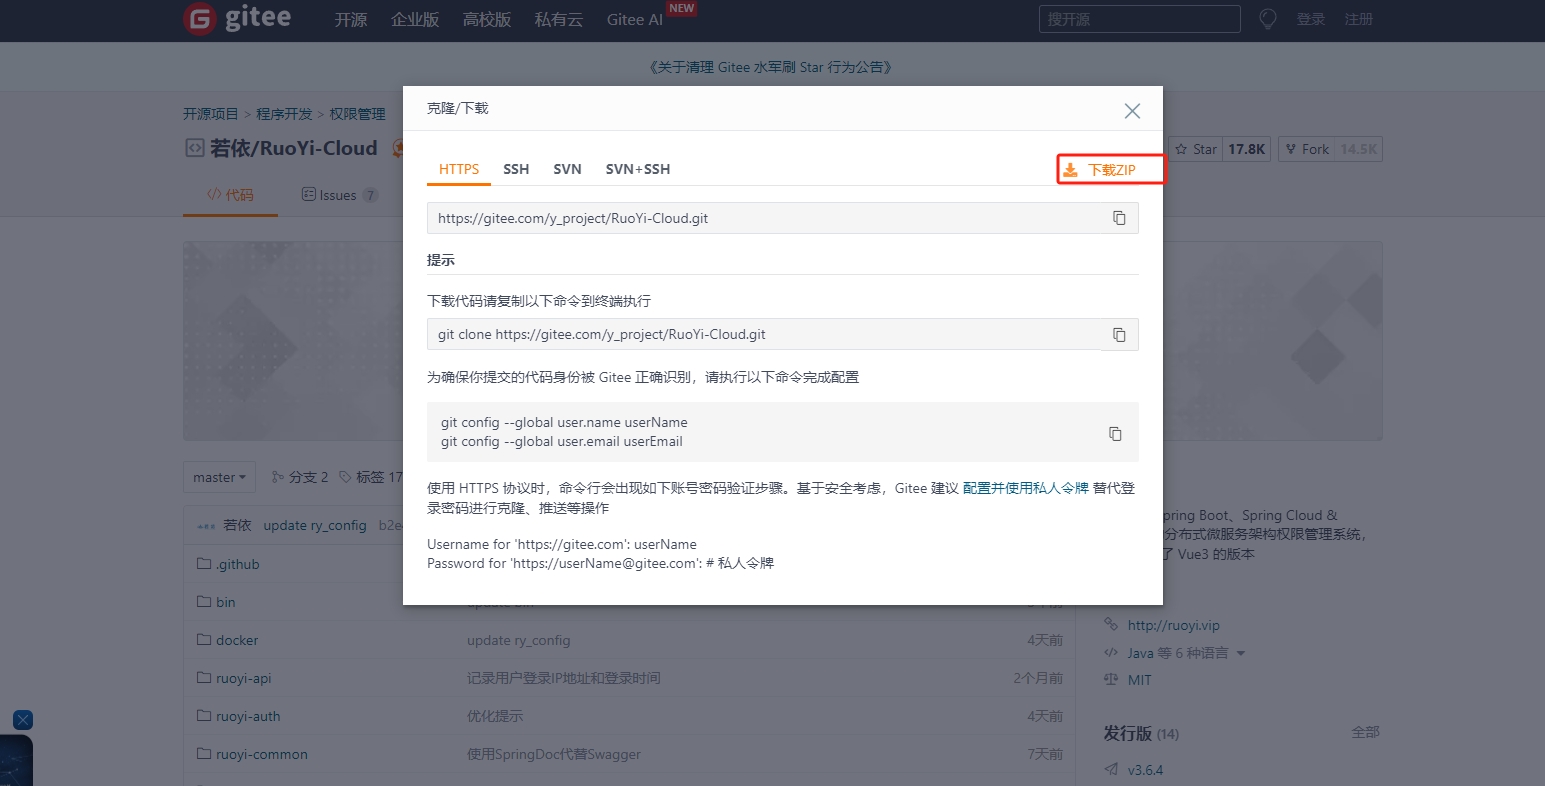 gitee 开源 企业版 高校版 私有云 Gitee AI NEW 搜开源 登录 注册
《关于清理 Gitee 水军刷 Star 行为公告》
开源项目 > 程序开发 > 权限管理
若依/RuoYi-Cloud
Star 17.8K Fork 14.5K
代码 Issues 7
克隆/下载
HTTPS SSH SVN SVN+SSH 下载ZIP
https://gitee.com/y_project/RuoYi-Cloud.git
提示
下载代码请复制以下命令到终端执行
git clone https://gitee.com/y_project/RuoYi-Cloud.git
为确保你提交的代码身份被 Gitee 正确识别，请执行以下命令完成配置
git config --global user.name userName
git config --global user.email userEmail
使用 HTTPS 协议时，命令行会出现如下账号密码验证步骤。基于安全考虑，Gitee 建议 配置并使用私人令牌 替代登
录密码进行克隆、推送等操作
Username for 'https://gitee.com': userName
Password for 'https://userName@gitee.com': # 私人令牌
master 分支 2 标签 17
若依 update ry_config
.github
bin
docker update ry_config 4天前
ruoyi-api 记录用户登录IP地址和登录时间 2个月前
ruoyi-auth 优化提示 4天前
ruoyi-common 使用SpringDoc代替Swagger 7天前
pring Boot、Spring Cloud &
分布式微服务架构权限管理系统，
了 Vue3 的版本
http://ruoyi.vip
Java 等 6 种语言
MIT
发行版 (14) 全部
v3.6.4